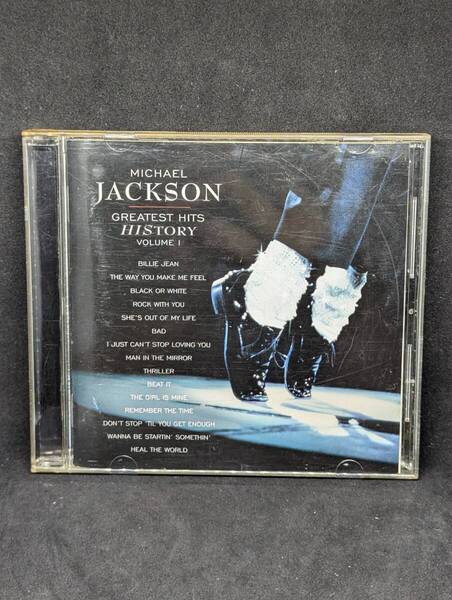 MICHAEL
JACKSON
GREATEST HITS
HISTORY
VOLUME I
BILLIE JEAN
THE WAY YOU MAKE ME FEEL
BLACK OR WHITE
ROCK WITH YOU
SHE'S OUT OF MY LIFE
BAD
I JUST CAN'T STOP LOVING YOU
MAN IN THE MIRROR
THRILLER
BEAT IT
THE GIRL IS MINE
REMEMBER THE TIME
DON'T STOP 'TIL YOU GET ENOUGH
WANNA BE STARTIN' SOMETHIN'
HEAL THE WORLD